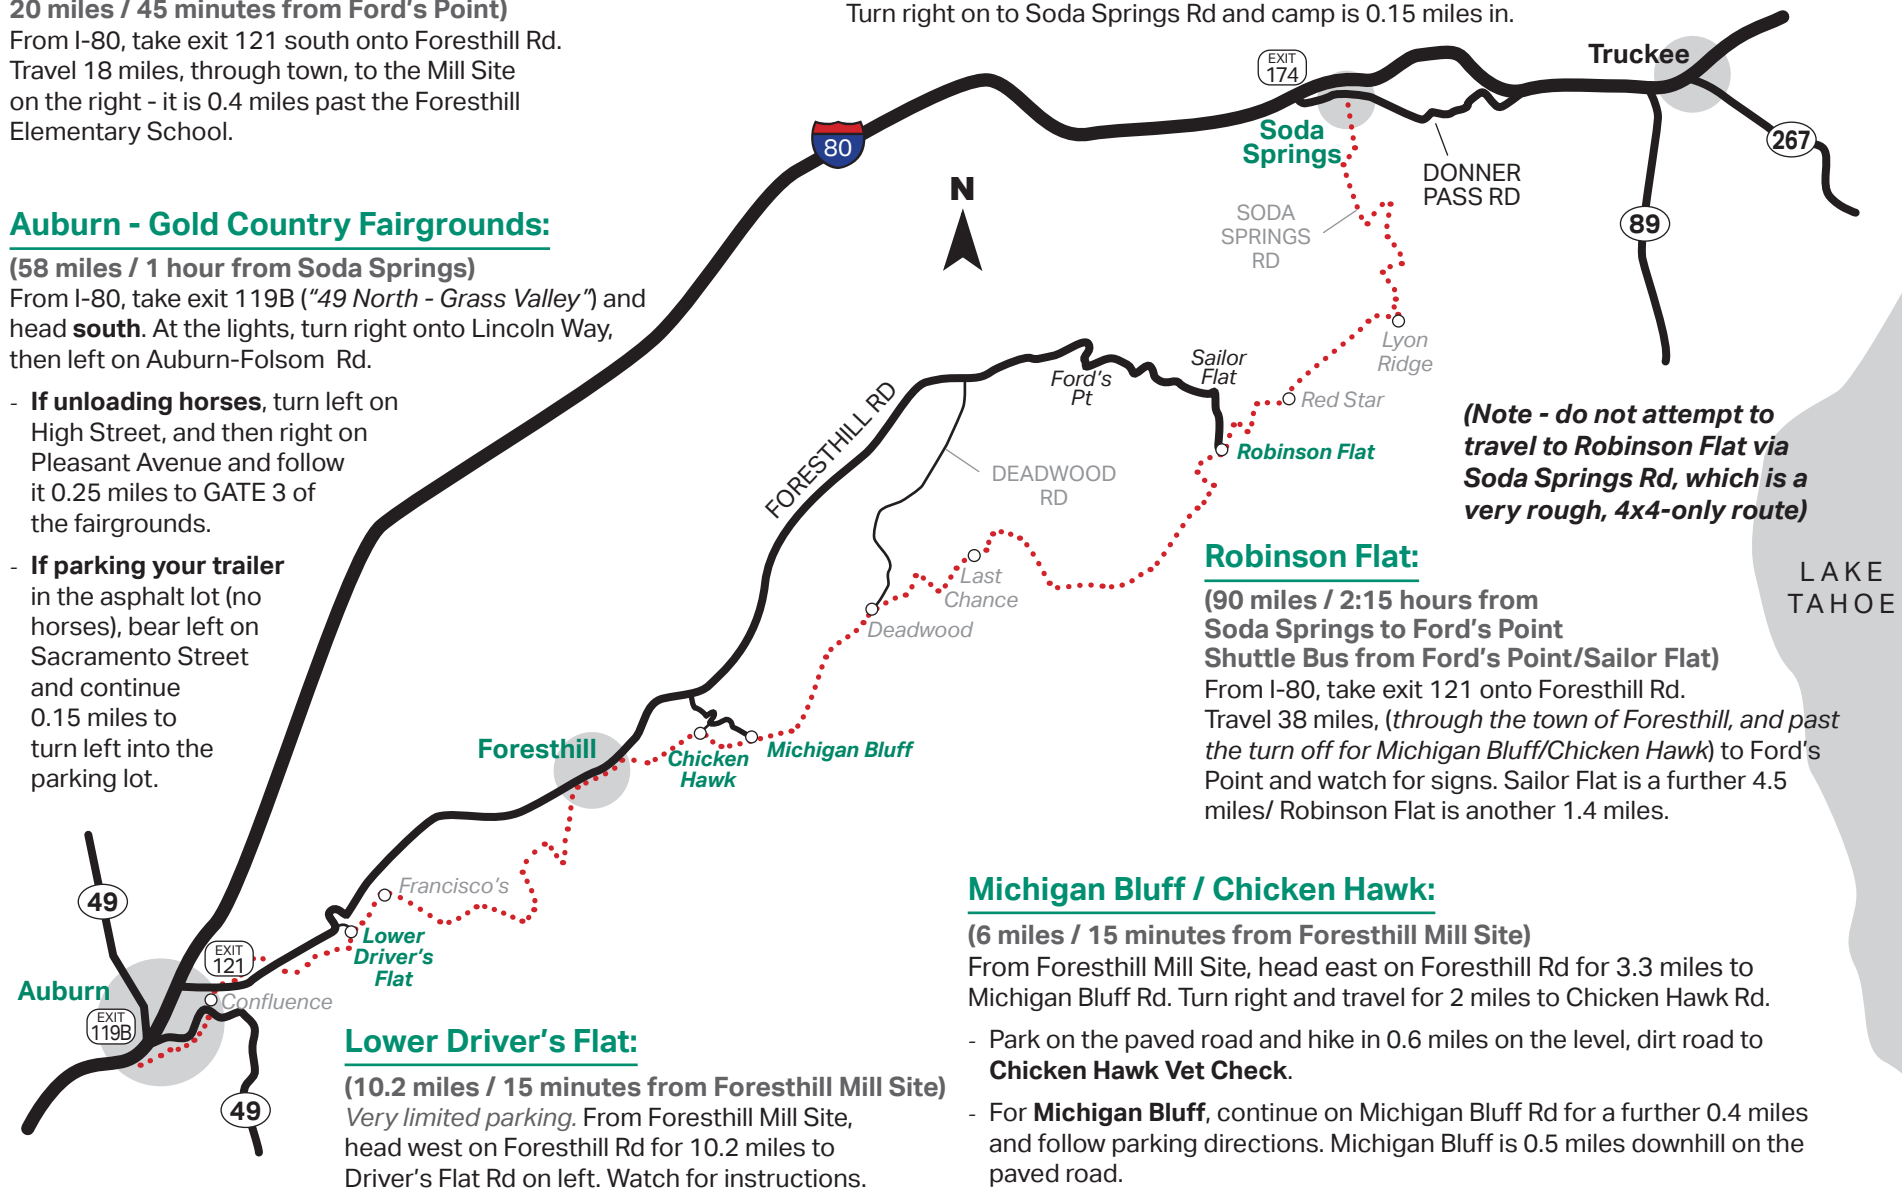 20 miles / 45 minutes from Ford's Point)
From I-80, take exit 121 south onto Foresthill Rd.
Travel 18 miles, through town, to the Mill Site
on the right - it is 0.4 miles past the Foresthill
Elementary School.
Turn right on to Soda Springs Rd and camp is 0.15 miles in.
Auburn - Gold Country Fairgrounds:
(58 miles / 1 hour from Soda Springs)
From I-80, take exit 119B ("49 North - Grass Valley") and
head south. At the lights, turn right onto Lincoln Way,
then left on Auburn-Folsom Rd.
- If unloading horses, turn left on
High Street, and then right on
Pleasant Avenue and follow
it 0.25 miles to GATE 3 of
the fairgrounds.
- If parking your trailer
in the asphalt lot (no
horses), bear left on
Sacramento Street
and continue
0.15 miles to
turn left into the
parking lot.
80
N
EXIT
174
Truckee
Soda
Springs
DONNER
PASS RD
267
89
SODA
SPRINGS
RD
Lyon
Ridge
Red Star
Sailor
Flat
Ford's
Pt
Robinson Flat
FORESTHILL RD
DEADWOOD
RD
Last
Chance
Deadwood
LAKE
TAHOE
(Note - do not attempt to
travel to Robinson Flat via
Soda Springs Rd, which is a
very rough, 4x4-only route)
Robinson Flat:
(90 miles / 2:15 hours from
Soda Springs to Ford's Point
Shuttle Bus from Ford's Point/Sailor Flat)
From I-80, take exit 121 onto Foresthill Rd.
Travel 38 miles, (through the town of Foresthill, and past
the turn off for Michigan Bluff/Chicken Hawk) to Ford's
Point and watch for signs. Sailor Flat is a further 4.5
miles/ Robinson Flat is another 1.4 miles.
Foresthill
Chicken
Hawk
Michigan Bluff
Francisco's
Lower
Driver's
Flat
49
EXIT
121
Auburn
EXIT
119B
Confluence
49
Lower Driver's Flat:
(10.2 miles / 15 minutes from Foresthill Mill Site)
Very limited parking. From Foresthill Mill Site,
head west on Foresthill Rd for 10.2 miles to
Driver's Flat Rd on left. Watch for instructions.
Michigan Bluff / Chicken Hawk:
(6 miles / 15 minutes from Foresthill Mill Site)
From Foresthill Mill Site, head east on Foresthill Rd for 3.3 miles to
Michigan Bluff Rd. Turn right and travel for 2 miles to Chicken Hawk Rd.
- Park on the paved road and hike in 0.6 miles on the level, dirt road to
Chicken Hawk Vet Check.
- For Michigan Bluff, continue on Michigan Bluff Rd for a further 0.4 miles
and follow parking directions. Michigan Bluff is 0.5 miles downhill on the
paved road.